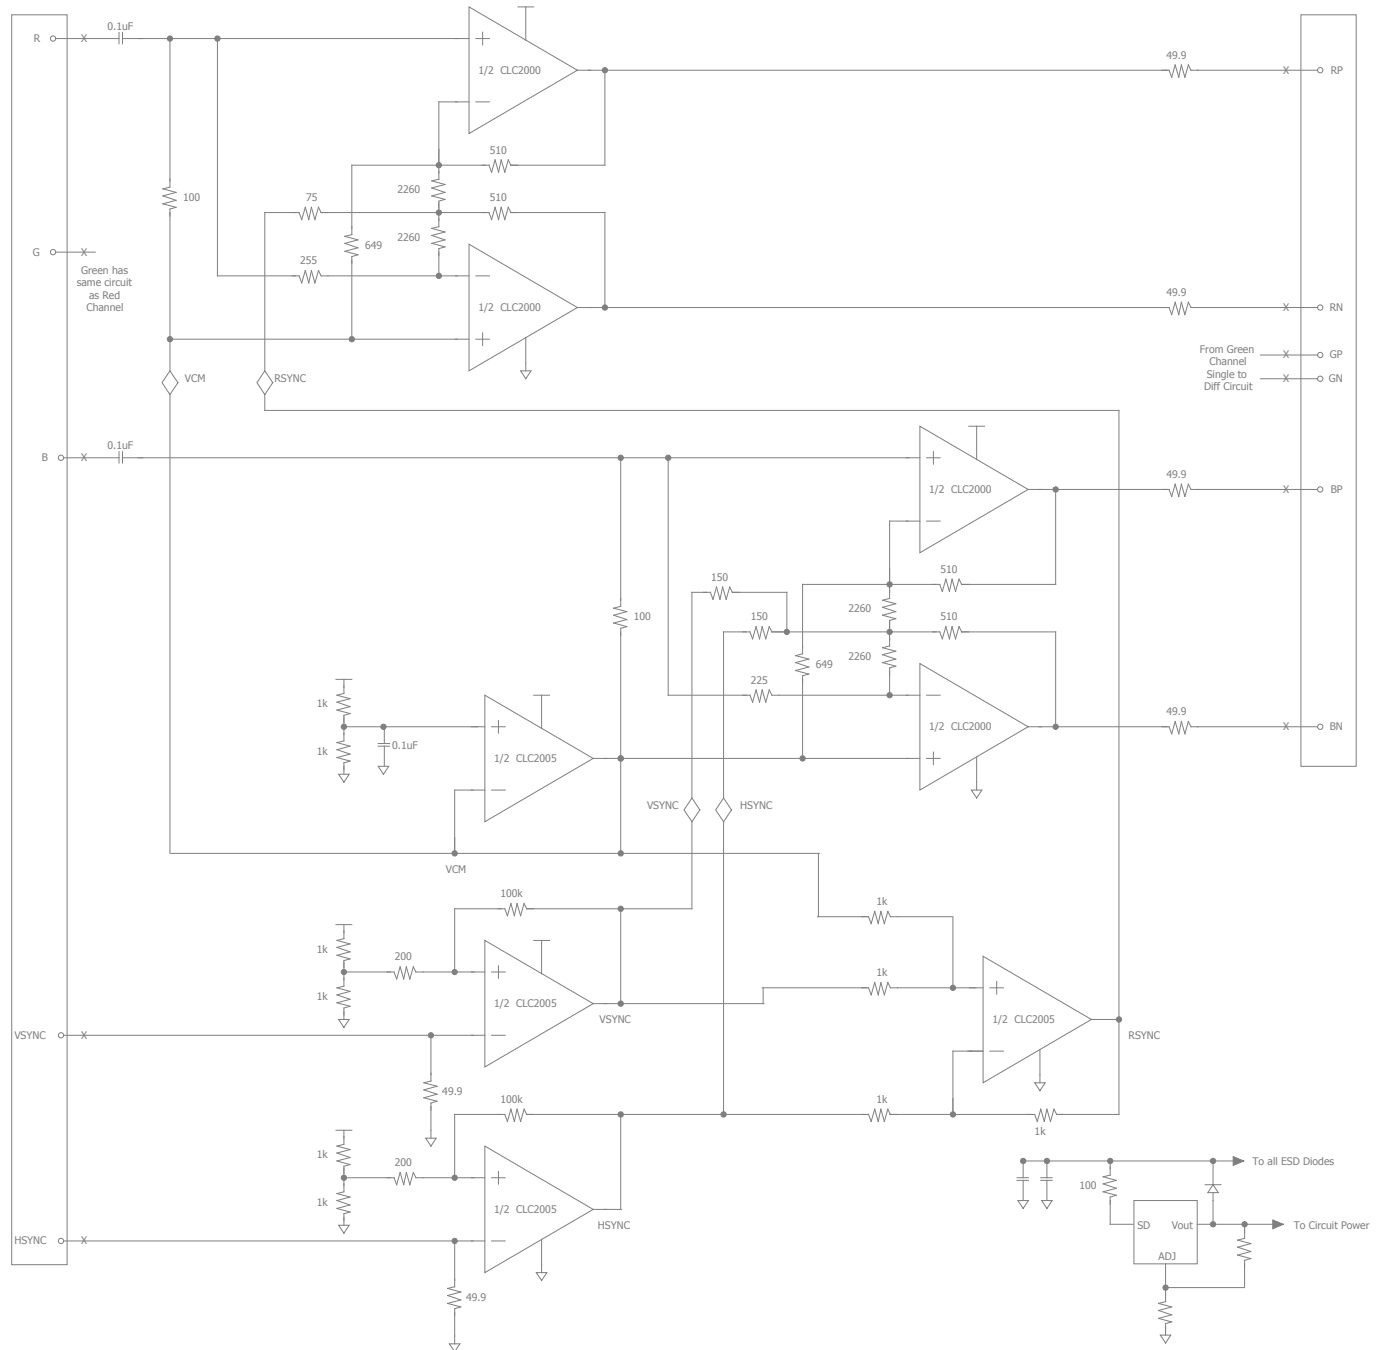 0.1uF
R
X
1/2 CLC2000
49.9
X
RP
510
2260
100
75
510
649
2260
G
X
Green has
same circuit
as Red
Channel
255
1/2 CLC2000
49.9
X
RN
From Green
Channel
Single to
Diff Circuit
X
GP
X
GN
VCM
RSYNC
0.1uF
B
X
1/2 CLC2000
49.9
X
BP
510
150
2260
100
150
510
649
2260
225
1k
1/2 CLC2000
49.9
X
BN
1k
0.1uF
1/2 CLC2005
VSYNC
HSYNC
VCM
100k
1k
1k
200
1k
1k
1/2 CLC2005
VSYNC
1/2 CLC2005
RSYNC
VSYNC
X
49.9
100k
1k
1k
1k
200
1k
1/2 CLC2005
HSYNC
HSYNC
X
49.9
To all ESD Diodes
100
SD
Vout
To Circuit Power
ADJ